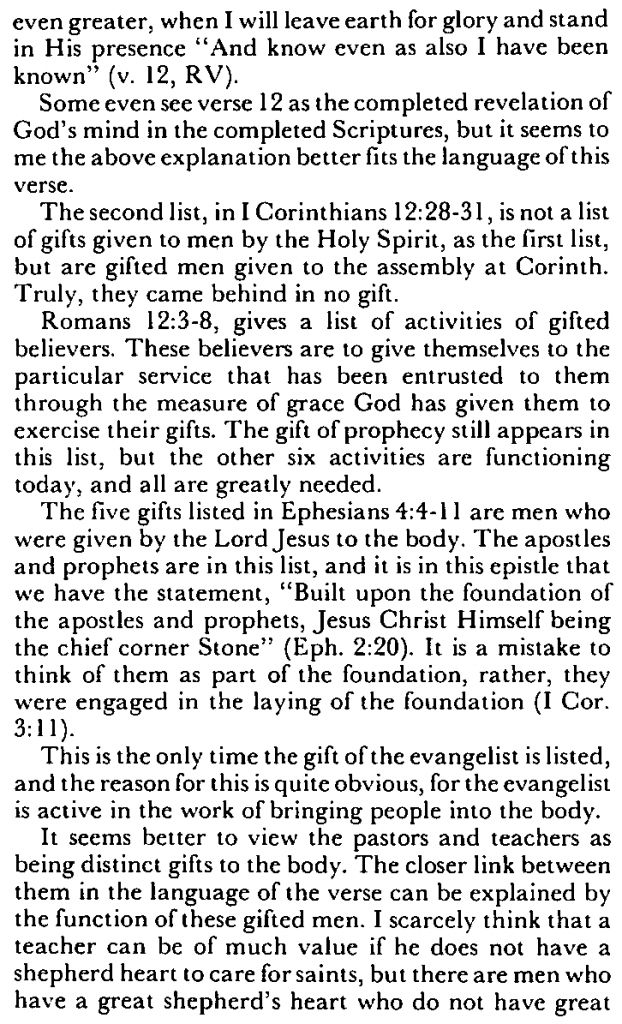 even greater, when I will leave earth for glory and stand
in His presence “And know even as also I have been
known” (v. 12, RV).
Some even see verse 12 as the completed revelation of
God's mind in the completed Scriptures, but it seems to
me the above explanation better fits the language of this
verse.
The second list, in I Corinthians 12:28-31, is not a list
of gifts given to men by the Holy Spirit, as the first list,
but are gifted men given to the assembly at Corinth.
Truly, they came behind in no gift.
Romans 12:3-8, gives a list of activities of gifted
believers. These believers are to give themselves to the
particular service that has been entrusted to them
through the measure of grace God has given them to
exercise their gifts. The gift of prophecy still appears in
this list, but the other six activities are functioning
today, and all are greatly needed.
The five gifts listed in Ephesians 4:4-11 are men who
were given by the Lord Jesus to the body. The apostles
and prophets are in this list, and it is in this epistle that
we have the statement, “Built upon the foundation of
the apostles and prophets, Jesus Christ Himself being
the chief corner Stone” (Eph. 2:20). It is a mistake to
think of them as part of the foundation, rather, they
were engaged in the laying of the foundation (I Cor.
3:11).
This is the only time the gift of the evangelist is listed,
and the reason for this is quite obvious, for the evangelist
is active in the work of bringing people into the body.
It seems better to view the pastors and teachers as
being distinct gifts to the body. The closer link between
them in the language of the verse can be explained by
the function of these gifted men. I scarcely think that a
teacher can be of much value if he does not have a
shepherd heart to care for saints, but there are men who
have a great shepherd's heart who do not have great